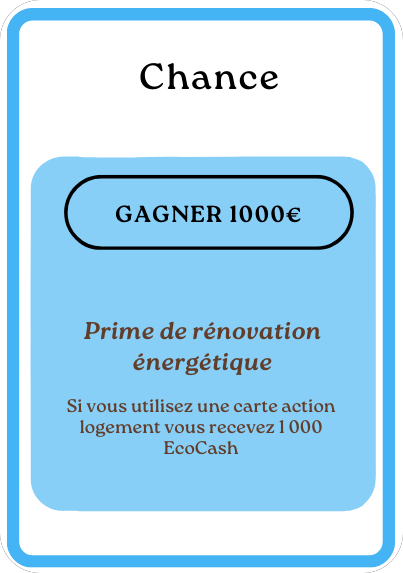 Chance
GAGNER 1000€
Prime de rénovation
énergétique
Si vous utilisez une carte action
logement vous recevez 1 000
EcoCash